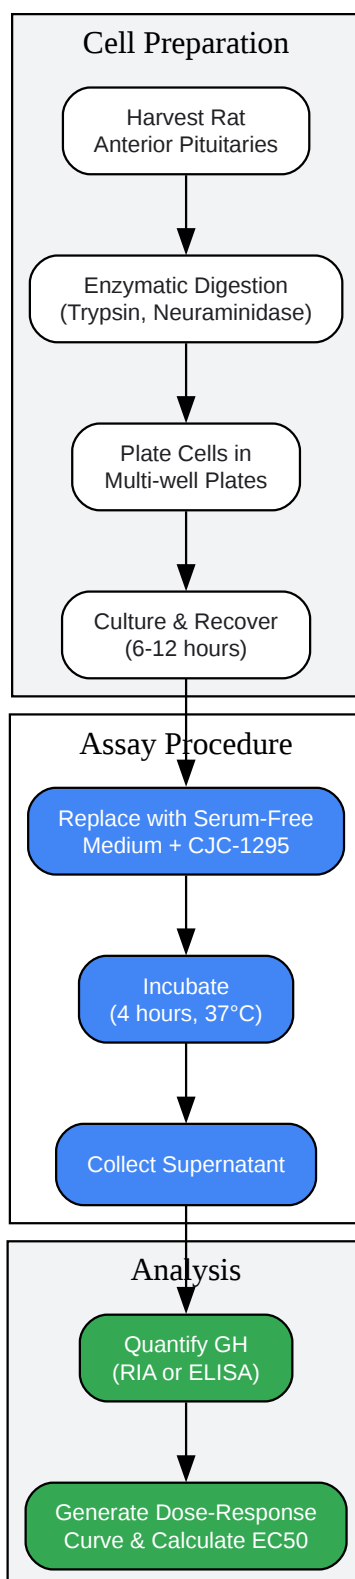 Cell Preparation
Harvest Rat
Anterior Pituitaries
Enzymatic Digestion
(Trypsin, Neuraminidase)
Plate Cells in
Multi-well Plates
Culture & Recover
(6-12 hours)
Assay Procedure
Replace with Serum-Free
Medium + CJC-1295
Incubate
(4 hours, 37°C)
Collect Supernatant
Analysis
Quantify GH
(RIA or ELISA)
Generate Dose-Response
Curve & Calculate EC50